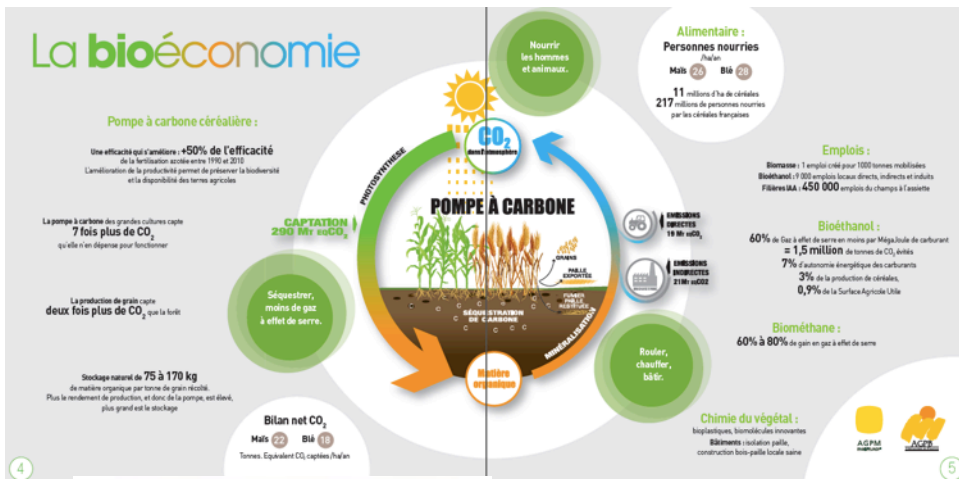 La bioéconomie
Pompe à carbone céréalière :
Une efficacité qui s'améliore : +50% de l'efficacité
de la fertilisation azotée entre 1990 et 2010
L'amélioration de la productivité permet de préserver la biodiversité
et la disponibilité des terres agricoles
La pompe à carbone des grandes cultures capte
7 fois plus de CO₂
qu'elle n'en dépense pour fonctionner
La production de grain capte
deux fois plus de CO₂ que la forêt
Stockage naturel de 75 à 170 kg
de matière organique par tonne de grain récolté.
Plus le rendement de production, et donc de la pompe, est élevé,
plus grand est le stockage
Séquestrer,
moins de gaz
à effet de serre.
Bilan net CO₂
Maïs 22 Blé 18
Tonnes. Equivalent CO₂ captées /ha/an
4
CAPTATION
290 MT EQCO₂
PHOTOSYNTHÈSE
CO₂
dans l'atmosphère
POMPE À CARBONE
GRAINS
PAILLE
EXPORTÉE
FUMIER
PAILLE
RÉSIDUS
SÉQUESTRATION
DE CARBONE
C C C C C C C
MINÉRALISATION
Matière
organique
ÉMISSIONS
DIRECTES
19 MT EQCO₂
ÉMISSIONS
INDIRECTES
21MT EQCO2
Nourrir
les hommes
et animaux.
Alimentaire :
Personnes nourries
/ha/an
Maïs 26 Blé 28
11 millions d'ha de céréales
217 millions de personnes nourries
par les céréales françaises
Emplois :
Biomasse : 1 emploi créé pour 1000 tonnes mobilisées
Bioéthanol : 9 000 emplois locaux directs, indirects et induits
Filières IAA : 450 000 emplois du champs à l'assiette
Bioéthanol :
60% de Gaz à effet de serre en moins par MégaJoule de carburant
= 1,5 million de tonnes de CO₂ évités
7% d'autonomie énergétique des carburants
3% de la production de céréales,
0,9% de la Surface Agricole Utile
Biométhane :
60% à 80% de gain en gaz à effet de serre
Rouler,
chauffer,
bâtir.
Chimie du végétal :
bioplastiques, biomolécules innovantes
Bâtiments : isolation paille,
construction bois-paille locale saine
AGPM
AGPB
5